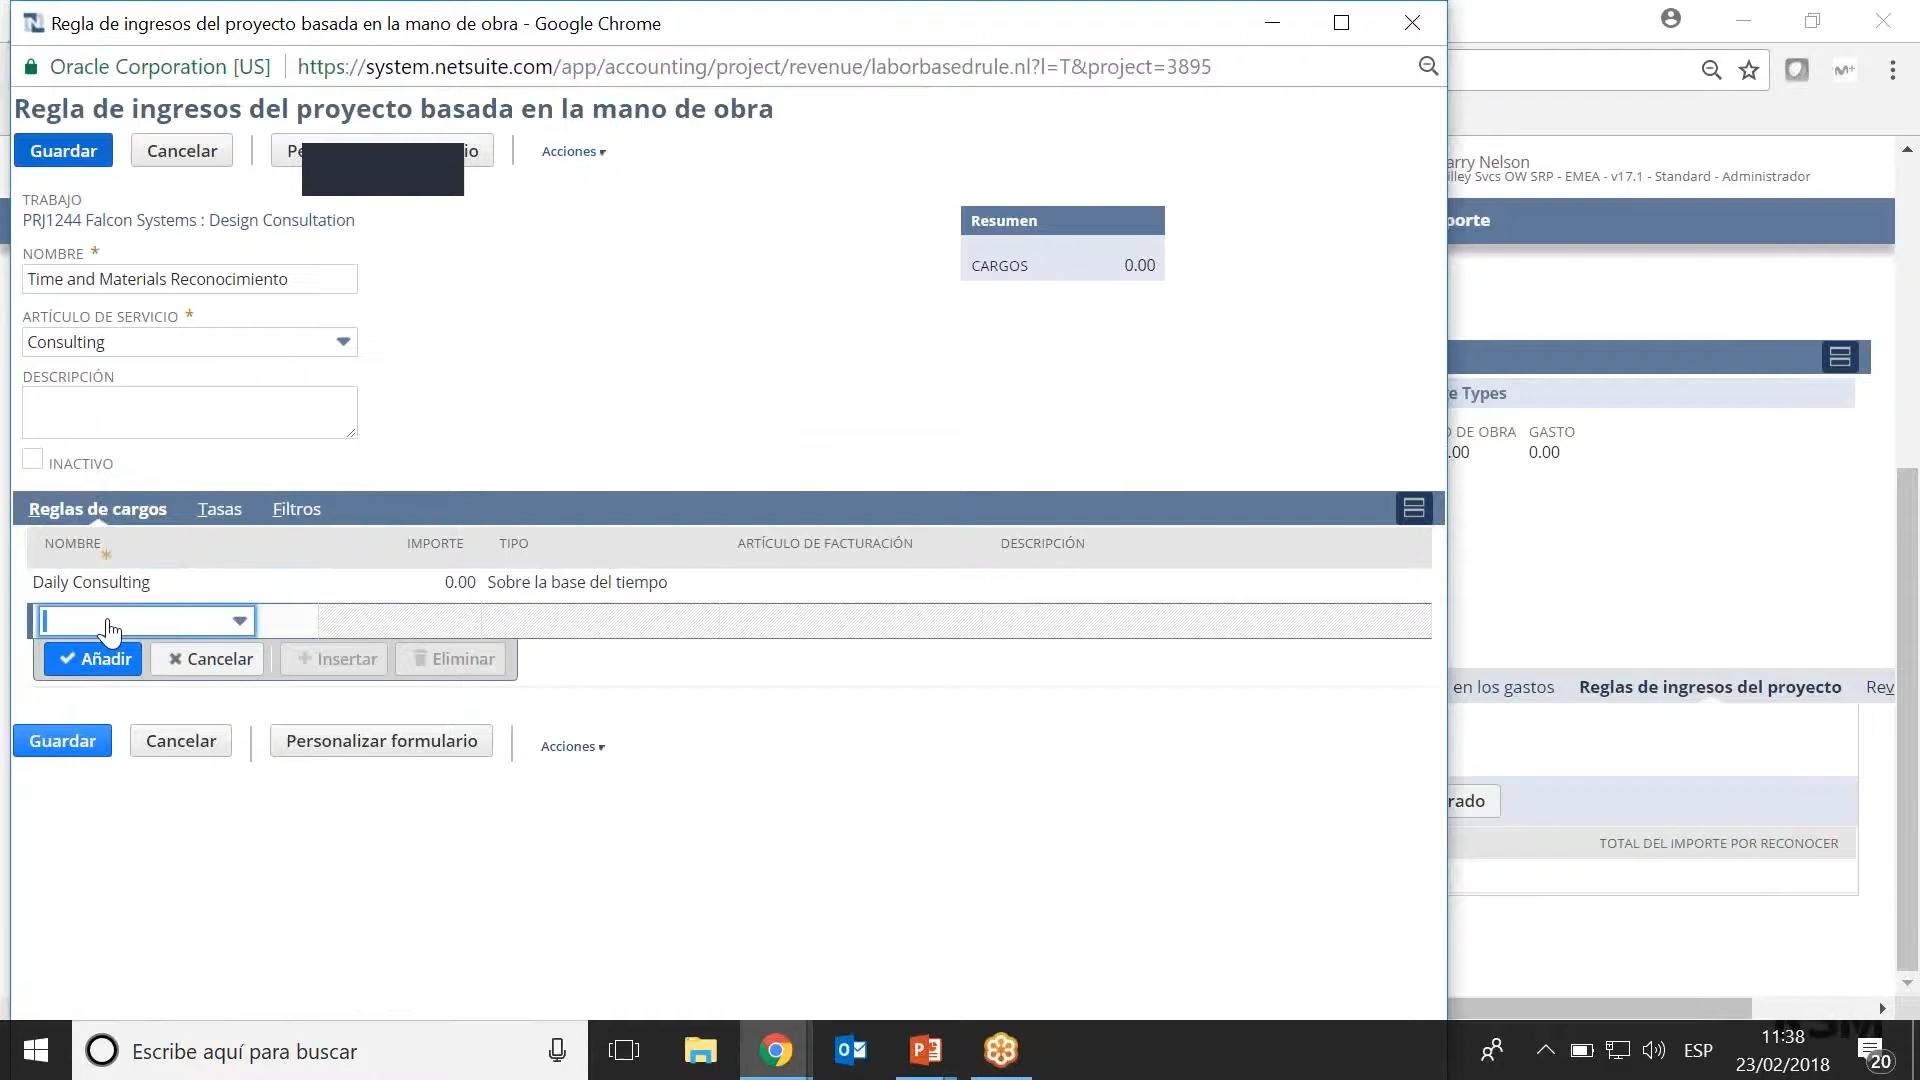 Regla de ingresos del proyecto basada en la mano de obra - Google Chrome
Oracle Corporation [US]
https://system.netsuite.com/app/accounting/project/revenue/laborbasedrule.nl?l=T&project=3895
Regla de ingresos del proyecto basada en la mano de obra
Guardar
Cancelar
Pe
io
Acciones
TRABAJO
PRJ1244 Falcon Systems : Design Consultation
NOMBRE *
Time and Materials Reconocimiento
ARTÍCULO DE SERVICIO *
Consulting
DESCRIPCIÓN
INACTIVO
Resumen
CARGOS 0.00
Reglas de cargos
Tasas
Filtros
NOMBRE *
IMPORTE
TIPO
ARTÍCULO DE FACTURACIÓN
DESCRIPCIÓN
Daily Consulting
0.00
Sobre la base del tiempo
Añadir
Cancelar
Insertar
Eliminar
Guardar
Cancelar
Personalizar formulario
Acciones
M+
arry Nelson
lley Svcs OW SRP - EMEA - v17.1 - Standard - Administrador
porte
e Types
O DE OBRA GASTO
.00 0.00
en los gastos
Reglas de ingresos del proyecto
Rev
rado
TOTAL DEL IMPORTE POR RECONOCER
Escribe aquí para buscar
ESP
11:38
23/02/2018
20